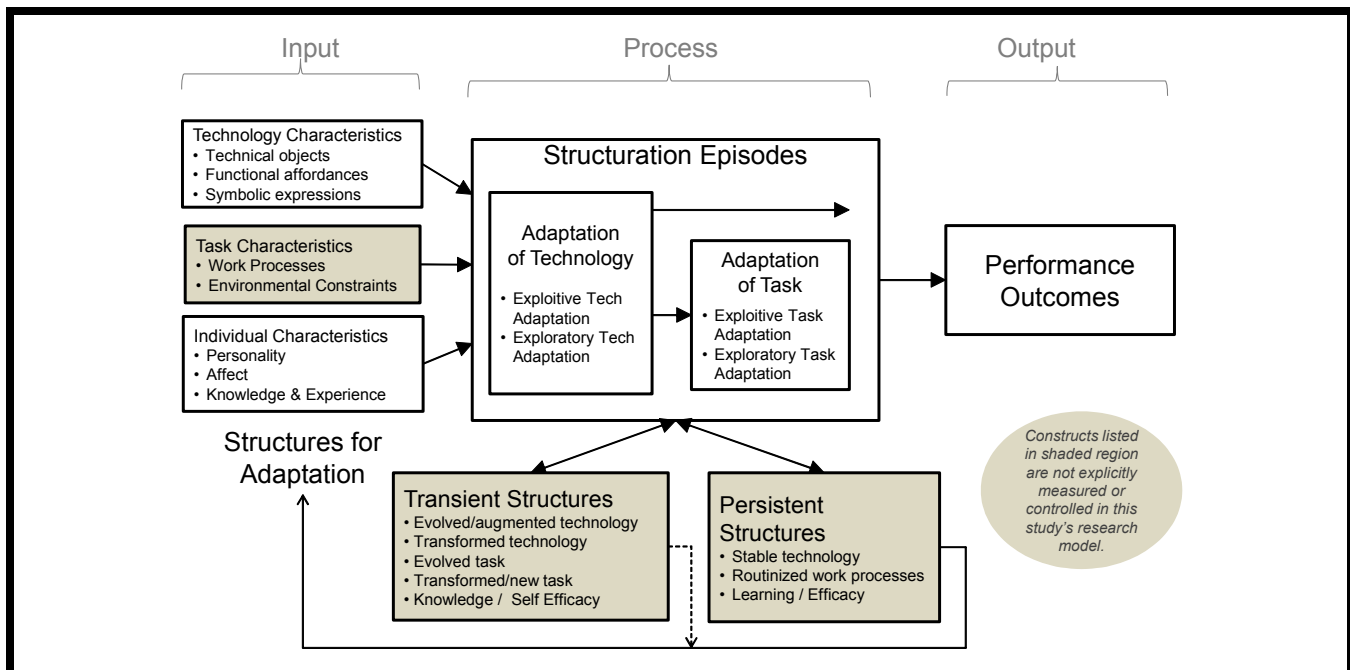 Input
Process
Output
Technology Characteristics
• Technical objects
• Functional affordances
• Symbolic expressions
Task Characteristics
• Work Processes
• Environmental Constraints
Individual Characteristics
• Personality
• Affect
• Knowledge & Experience
Structures for
Adaptation
Structuration Episodes
Adaptation
of Technology
• Exploitive Tech
Adaptation
• Exploratory Tech
Adaptation
Adaptation
of Task
• Exploitive Task
Adaptation
• Exploratory Task
Adaptation
Performance
Outcomes
Transient Structures
• Evolved/augmented technology
• Transformed technology
• Evolved task
• Transformed/new task
• Knowledge / Self Efficacy
Persistent
Structures
• Stable technology
• Routinized work processes
• Learning / Efficacy
Constructs listed
in shaded region
are not explicitly
measured or
controlled in this
study's research
model.